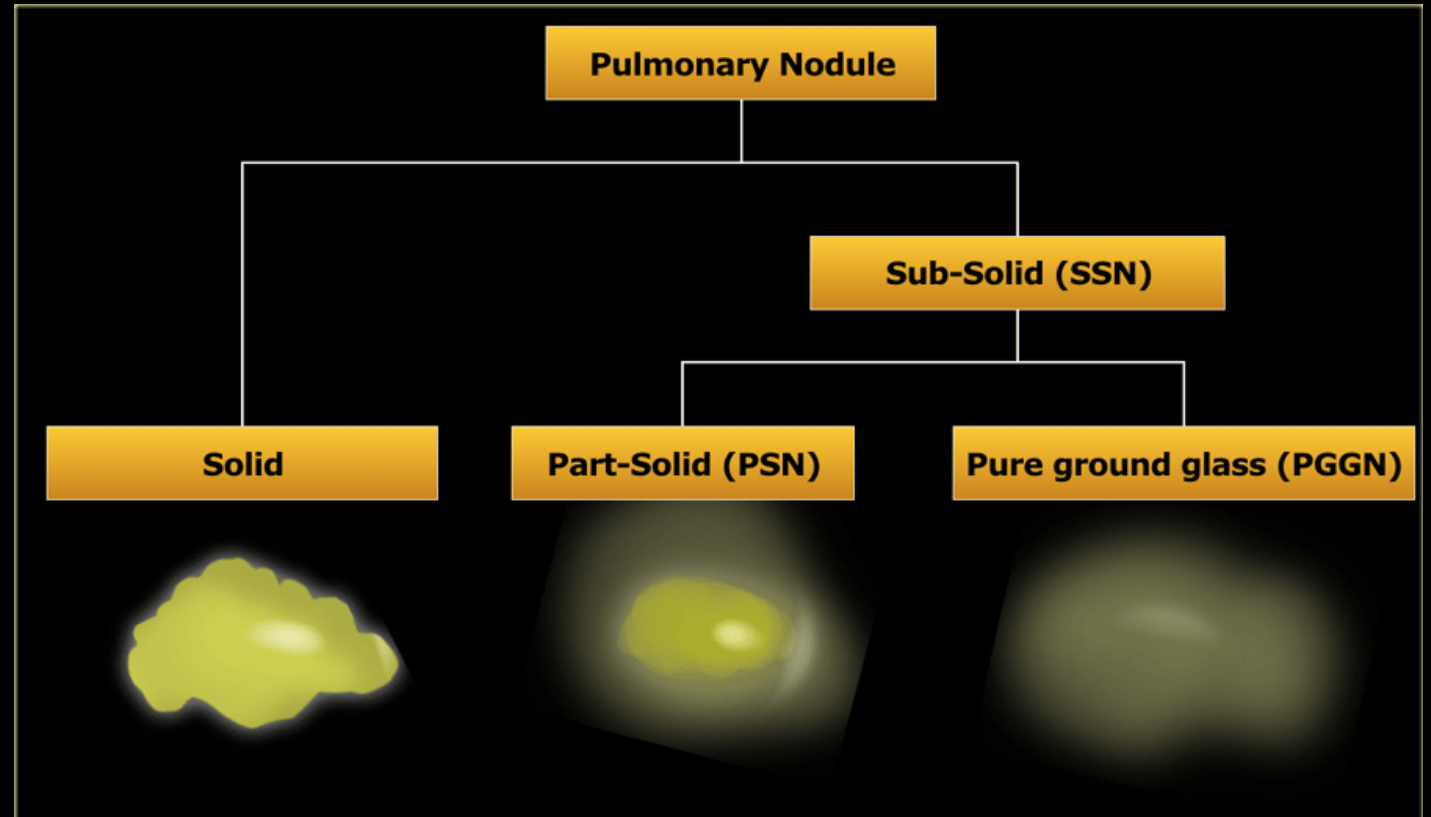 Pulmonary Nodule
Sub-Solid (SSN)
Solid
Part-Solid (PSN)
Pure ground glass (PGGN)